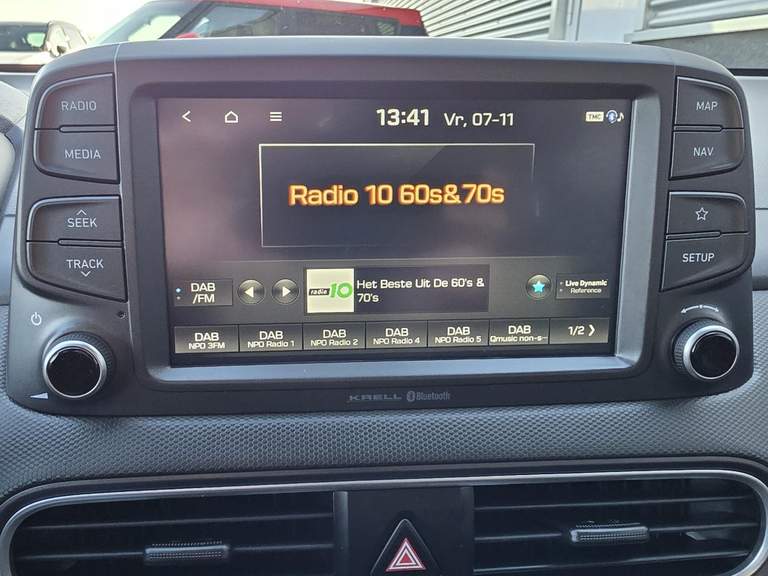 RADIO
MEDIA
SEEK
TRACK
13:41 Vr, 07-11
TMC
Radio 10 60s&70s
DAB
/FM
radio 10
Het Beste Uit De 60's &
70's
Live Dynamic
Reference
DAB
NPO 3FM
DAB
NPO Radio 1
DAB
NPO Radio 2
DAB
NPO Radio 4
DAB
NPO Radio 5
DAB
Qmusic non-s--
1/2
MAP
NAV
SETUP
KRELL Bluetooth